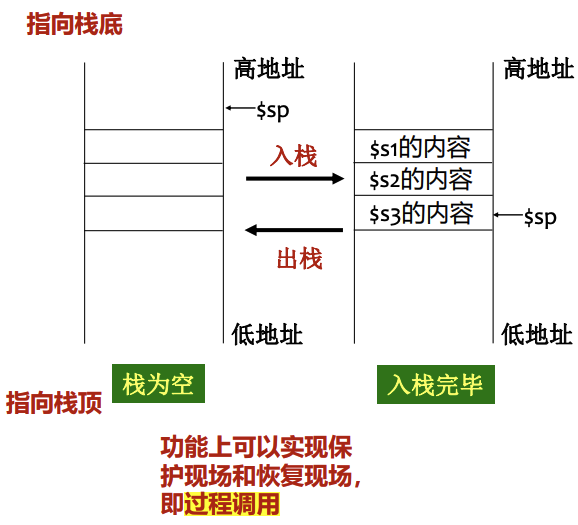 指向栈底
高地址
高地址
$sp
$s1的内容
入栈
$s2的内容
$s3的内容
$sp
出栈
低地址
低地址
栈为空
入栈完毕
指向栈顶
功能上可以实现保
护现场和恢复现场，
即过程调用